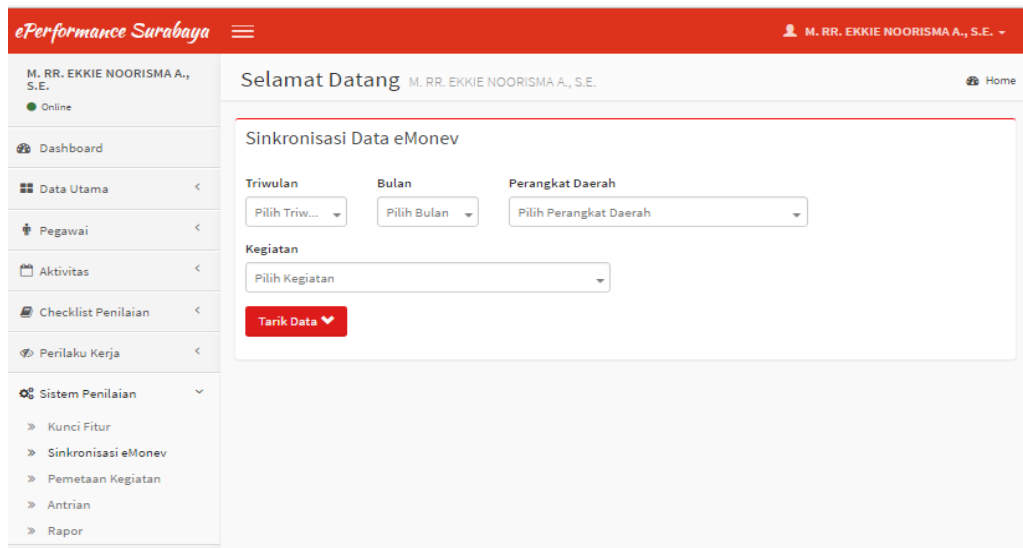 ePerformance Surabaya
M. RR. EKKIE NOORISMA A., S.E.
M. RR. EKKIE NOORISMA A.,
S.E.
Online
Dashboard
Data Utama
Pegawai
Aktivitas
Checklist Penilaian
Perilaku Kerja
Sistem Penilaian
Kunci Fitur
Sinkronisasi eMonev
Pemetaan Kegiatan
Antrian
Rapor
Selamat Datang M. RR. EKKIE NOORISMA A., S.E.
Home
Sinkronisasi Data eMonev
Triwulan Bulan Perangkat Daerah
Pilih Triw... Pilih Bulan Pilih Perangkat Daerah
Kegiatan
Pilih Kegiatan
Tarik Data